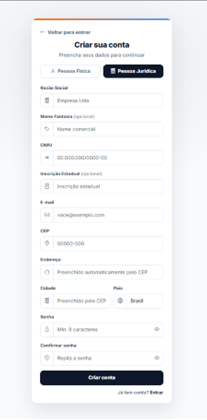 ← Voltar para entrar
Criar sua conta
Preencha seus dados para continuar
Pessoa Física
Pessoa Jurídica
Razão Social
Empresa Ltda
Nome Fantasia (opcional)
Nome comercial
CNPJ
00.000.000/0000-00
Inscrição Estadual (opcional)
Inscrição estadual
E-mail
voce@exemplo.com
CEP
00000-000
Endereço
Preenchido automaticamente pelo CEP
Cidade
País
Preenchido pelo CEP
Brasil
Senha
Mín. 8 caracteres
Confirmar senha
Repita a senha
Criar conta
Já tem conta? Entrar